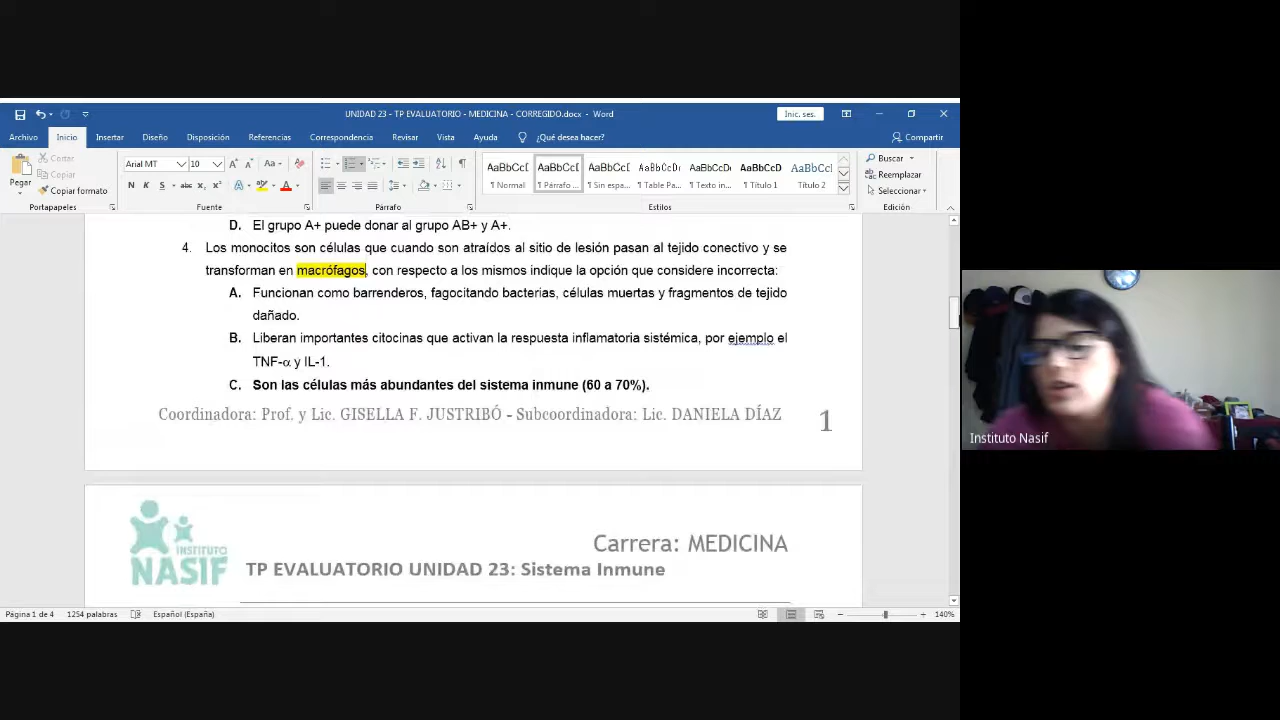 UNIDAD 23 - TP EVALUATORIO - MEDICINA - CORREGIDO.docx - Word
Inic. ses.
Archivo Inicio Insertar Diseño Disposición Referencias Correspondencia Revisar Vista Ayuda ¿Qué desea hacer? Compartir
Pegar
Cortar
Copiar
Copiar formato
Portapapeles
Arial MT 10
N K S abc x₂ x² A
Fuente
Párrafo
AaBbCcI AaBbCcI AaBbCcI AaBbCcDı AaBbCcDı AaBbCcI AaBbCcI
¶ Normal ¶ Párrafo ... ¶ Sin espa... ¶ Table Pa... ¶ Texto in... ¶ Título 1 Título 2
Estilos
Buscar
Reemplazar
Seleccionar
Edición
D. El grupo A+ puede donar al grupo AB+ y A+.
4. Los monocitos son células que cuando son atraídos al sitio de lesión pasan al tejido conectivo y se
transforman en macrófagos, con respecto a los mismos indique la opción que considere incorrecta:
A. Funcionan como barrenderos, fagocitando bacterias, células muertas y fragmentos de tejido
dañado.
B. Liberan importantes citocinas que activan la respuesta inflamatoria sistémica, por ejemplo el
TNF-α y IL-1.
C. Son las células más abundantes del sistema inmune (60 a 70%).
Coordinadora: Prof. y Lic. GISELLA F. JUSTRIBÓ - Subcoordinadora: Lic. DANIELA DÍAZ 1
INSTITUTO
NASIF
Carrera: MEDICINA
TP EVALUATORIO UNIDAD 23: Sistema Inmune
Página 1 de 4 1254 palabras Español (España) 140%
Instituto Nasif